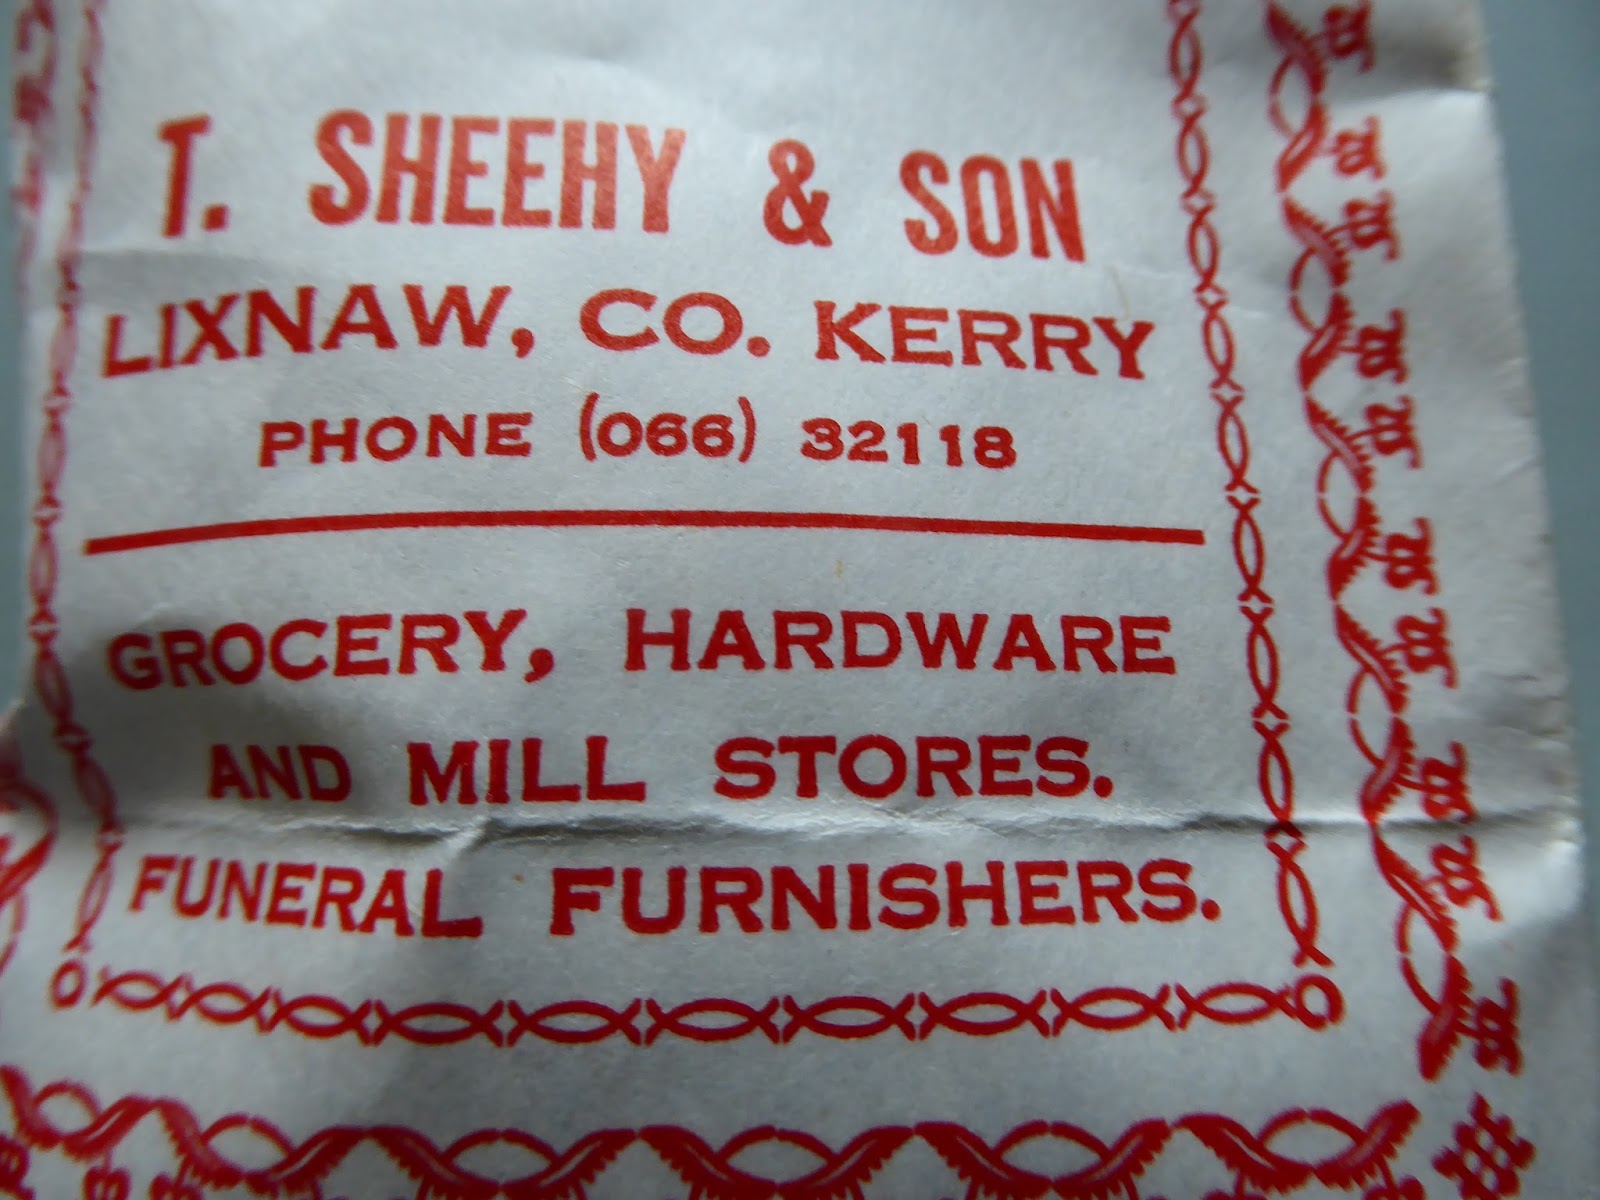 T. SHEEHY & SON
LIXNAW, CO. KERRY
PHONE (066) 32118
GROCERY, HARDWARE
AND MILL STORES.
FUNERAL FURNISHERS.